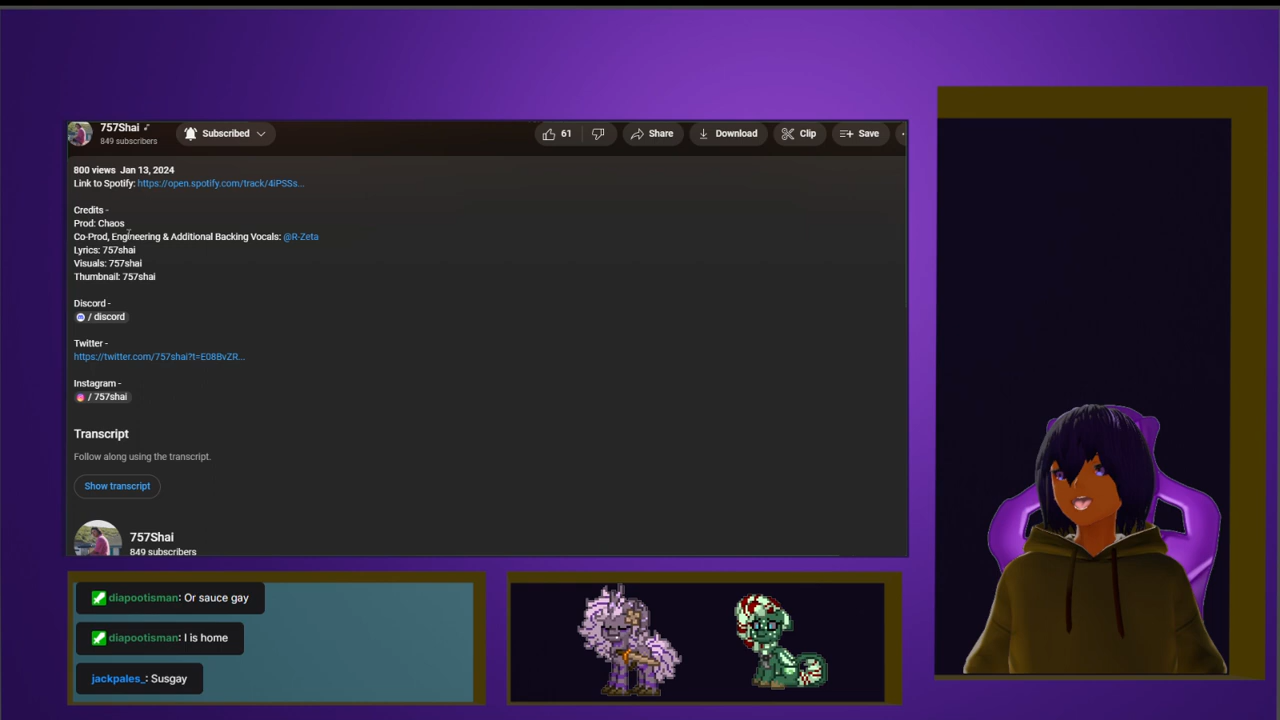 757Shai
849 subscribers
Subscribed
61
Share
Download
Clip
Save
800 views Jan 13, 2024
Link to Spotify: https://open.spotify.com/track/4iPSSs...
Credits -
Prod: Chaos
Co-Prod, Engineering & Additional Backing Vocals: @R-Zeta
Lyrics: 757shai
Visuals: 757shai
Thumbnail: 757shai
Discord -
/ discord
Twitter -
https://twitter.com/757shai?t=E08BvZR...
Instagram -
/ 757shai
Transcript
Follow along using the transcript.
Show transcript
757Shai
849 subscribers
diapootisman: Or sauce gay
diapootisman: I is home
jackpales_: Susgay